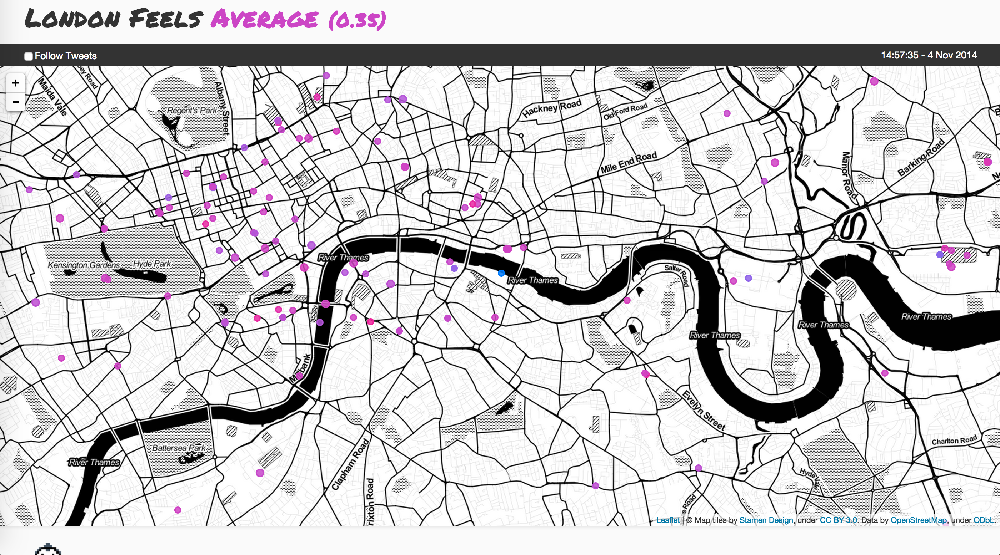 London Feels Average (0.35)
Follow Tweets
14:57:35 - 4 Nov 2014
+
−
Maida Vale
Albany Street
Regent's Park
Hackney Road
Old Ford Road
Mile End Road
Manor Road
Barking Road
Kensington Gardens
Hyde Park
River Thames
River Thames
Salter Road
River Thames
River Thames
River Thames
Millbank
Evelyn Street
Battersea Park
River Thames
Clapham Road
Charlton Road
Hyde Vale
Road
Leaflet | © Map tiles by Stamen Design, under CC BY 3.0. Data by OpenStreetMap, under ODbL.